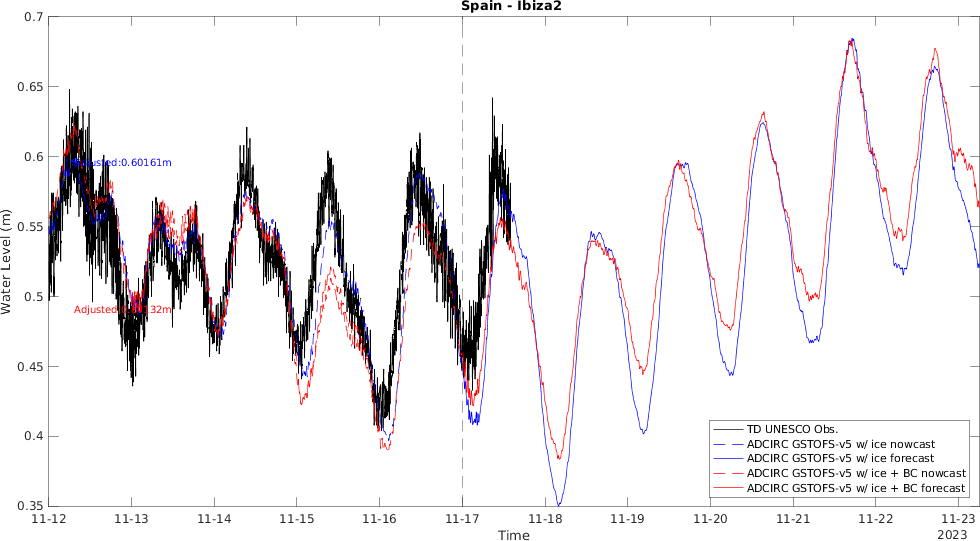 Spain - Ibiza2
0.7
0.65
0.6
0.55
0.5
0.45
0.4
0.35
Water Level (m)
Adjusted:0.60161m
11-12
11-13
11-14
11-15
11-16
11-17
11-18
11-19
11-20
11-21
11-22
11-23
2023
Time
TD UNESCO Obs.
ADCIRC GSTOFS-v5 w/ ice nowcast
ADCIRC GSTOFS-v5 w/ ice forecast
ADCIRC GSTOFS-v5 w/ ice + BC nowcast
ADCIRC GSTOFS-v5 w/ ice + BC forecast